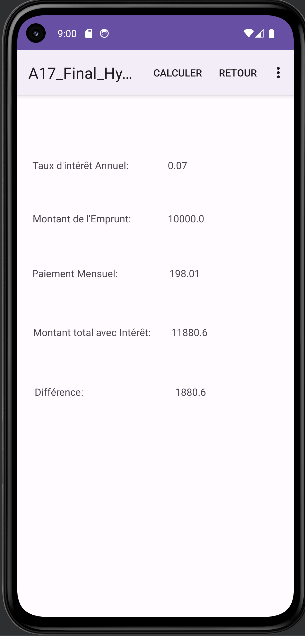 9:00
A17_Final_Hy... CALCULER RETOUR
Taux d'intérêt Annuel: 0.07
Montant de l'Emprunt: 10000.0
Paiement Mensuel: 198.01
Montant total avec Intérêt: 11880.6
Différence: 1880.6